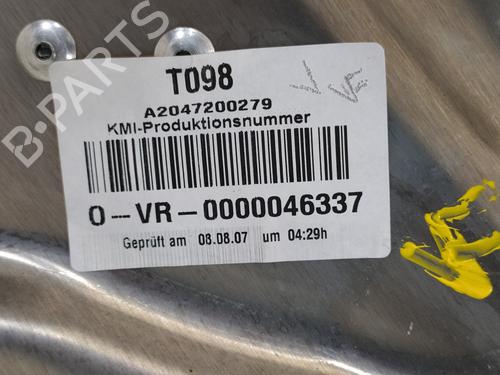 B-PARTS
T098
A2047200279
KMI-Produktionsnummer
0-VR-0000046337
Geprüft am 08.08.07 um 04:29h